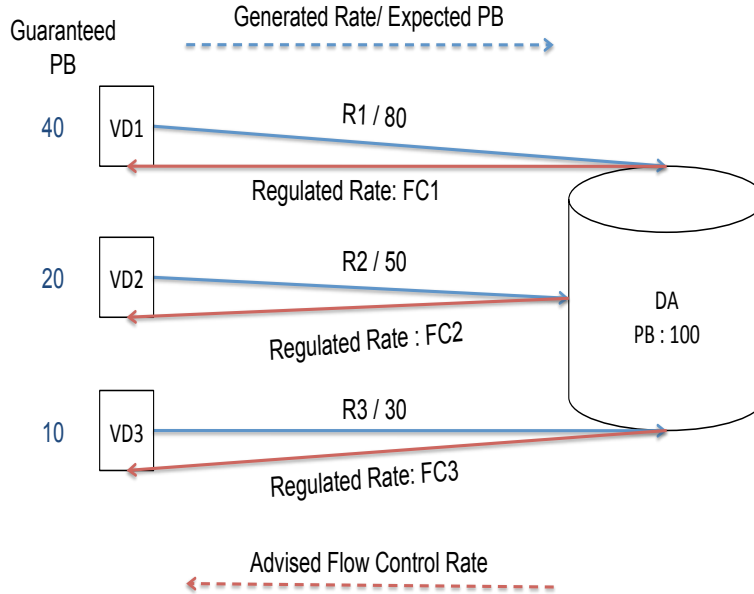 Generated Rate/ Expected PB
Guaranteed
PB
40
VD1
R1 / 80
Regulated Rate: FC1
20
VD2
R2 / 50
Regulated Rate : FC2
DA
PB : 100
10
VD3
R3 / 30
Regulated Rate: FC3
Advised Flow Control Rate